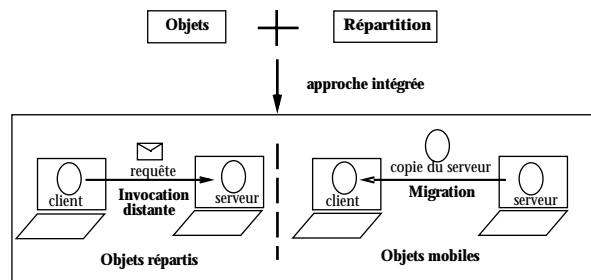 Objets
Répartition
approche intégrée
requête
client
Invocation
distante
serveur
Objets répartis
copie du serveur
client
Migration
serveur
Objets mobiles